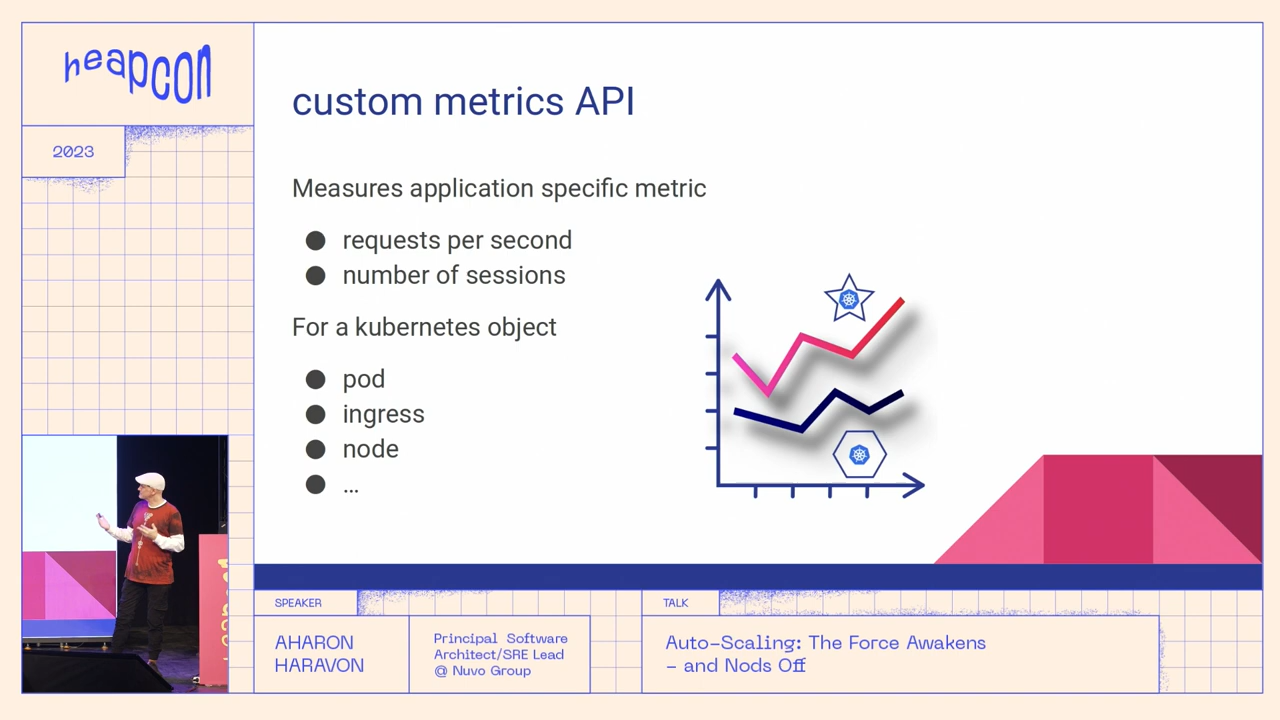 heapcon
2023
custom metrics API
Measures application specific metric
● requests per second
● number of sessions
For a kubernetes object
● pod
● ingress
● node
● ...
SPEAKER
AHARON
HARAVON
Principal Software
Architect/SRE Lead
@ Nuvo Group
TALK
Auto-Scaling: The Force Awakens
- and Nods Off